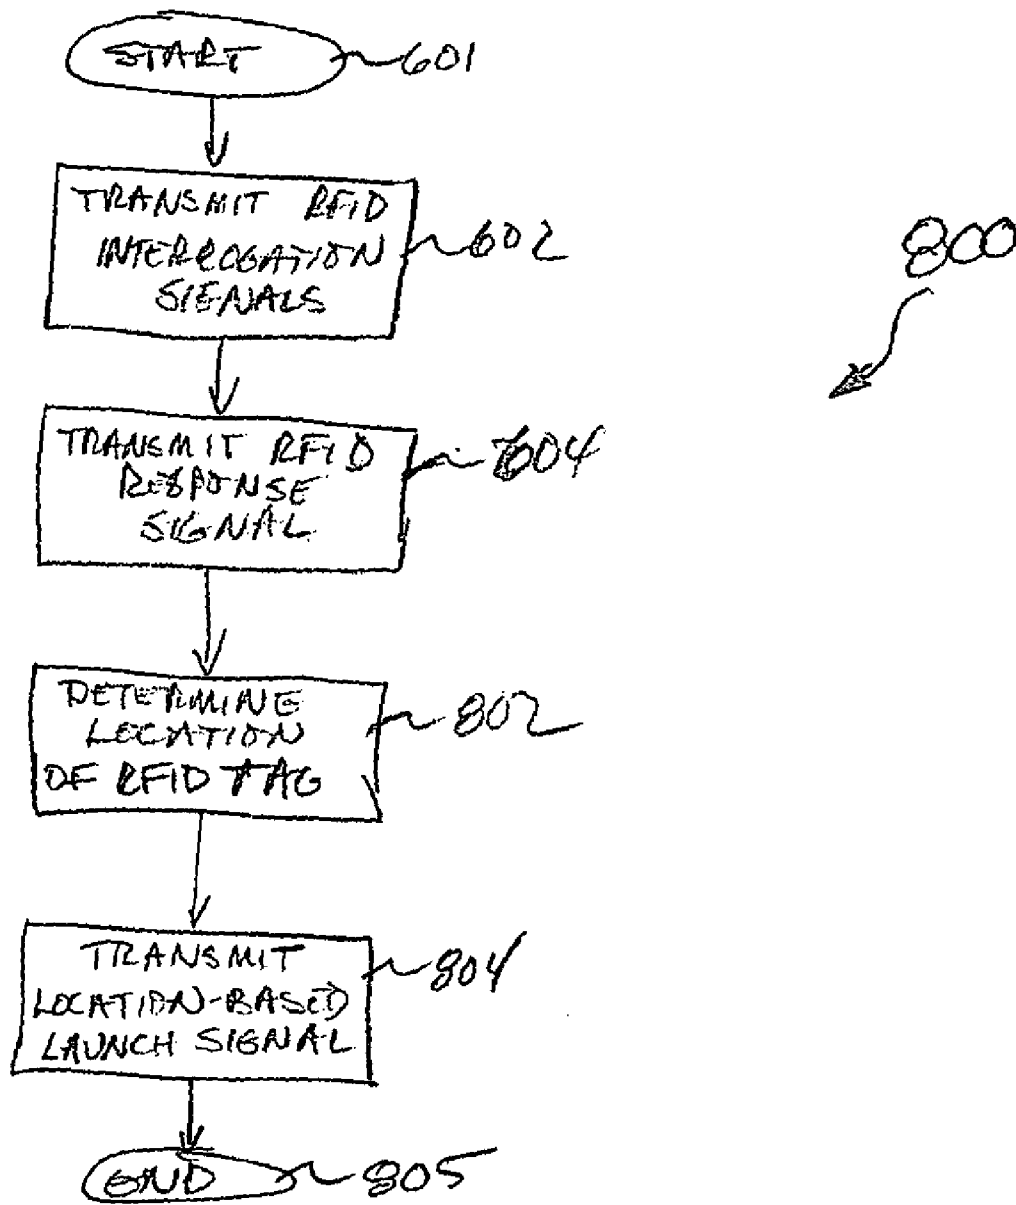 START 601
TRANSMIT RFID
INTERROGATION 602
SIGNALS
800
TRANSMIT RFID
RESPONSE 604
SIGNAL
DETERMINE
LOCATION 802
OF RFID TAG
TRANSMIT 804
LOCATION-BASED
LAUNCH SIGNAL
END 805